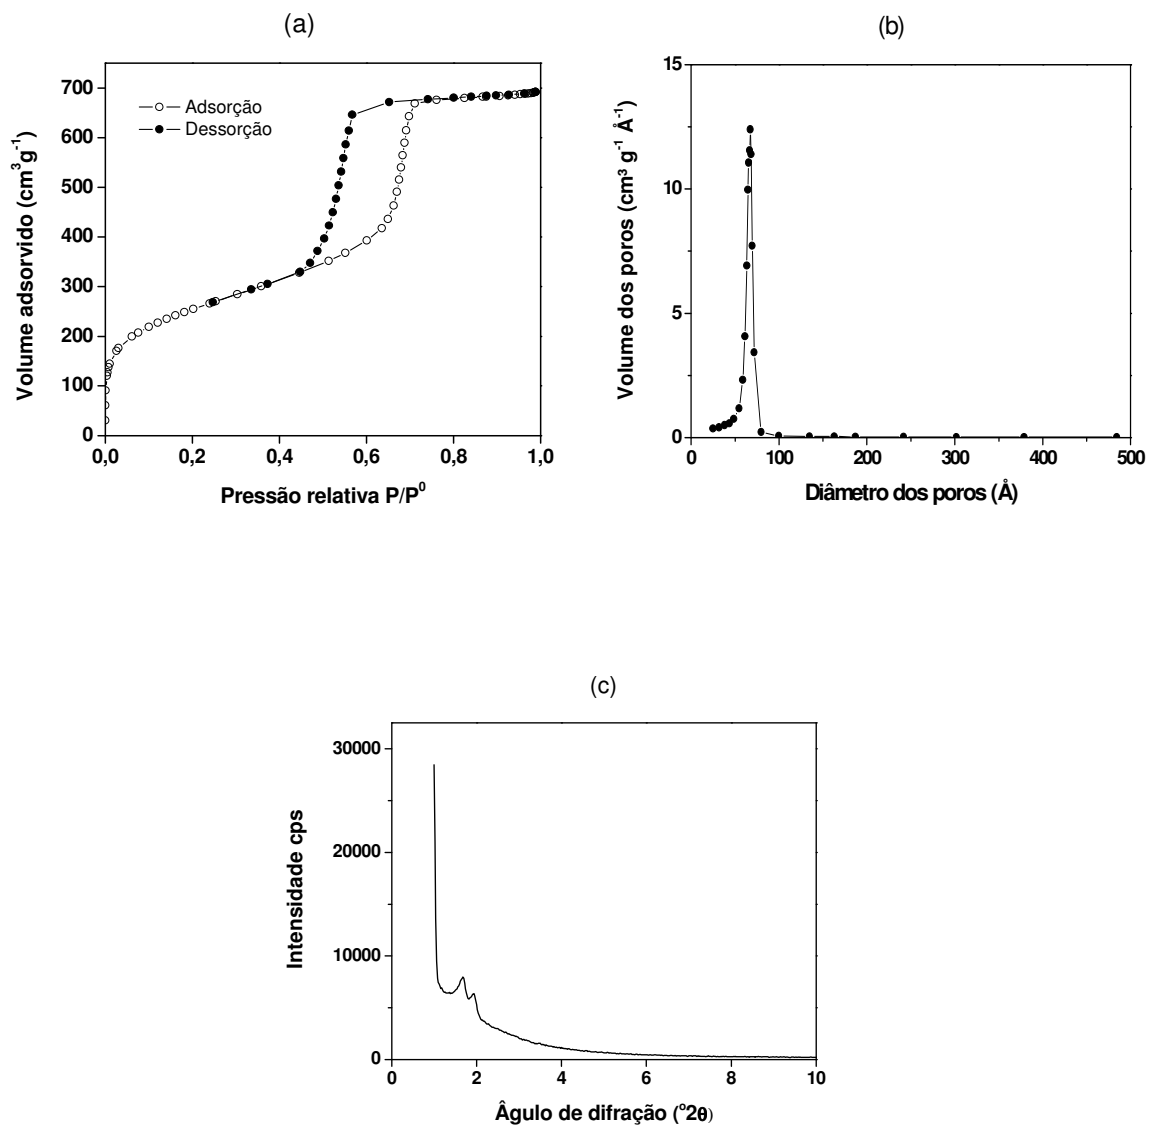 (a)
700
600
500
400
300
200
100
0
0,0 0,2 0,4 0,6 0,8 1,0
Volume adsorvido (cm³g⁻¹)
Pressão relativa P/P⁰
Adsorção
Dessorção
(b)
15
10
5
0
0 100 200 300 400 500
Volume dos poros (cm³ g⁻¹ Å⁻¹)
Diâmetro dos poros (Å)
(c)
30000
20000
10000
0
0 2 4 6 8 10
Intensidade cps
Âgulo de difração (°2θ)